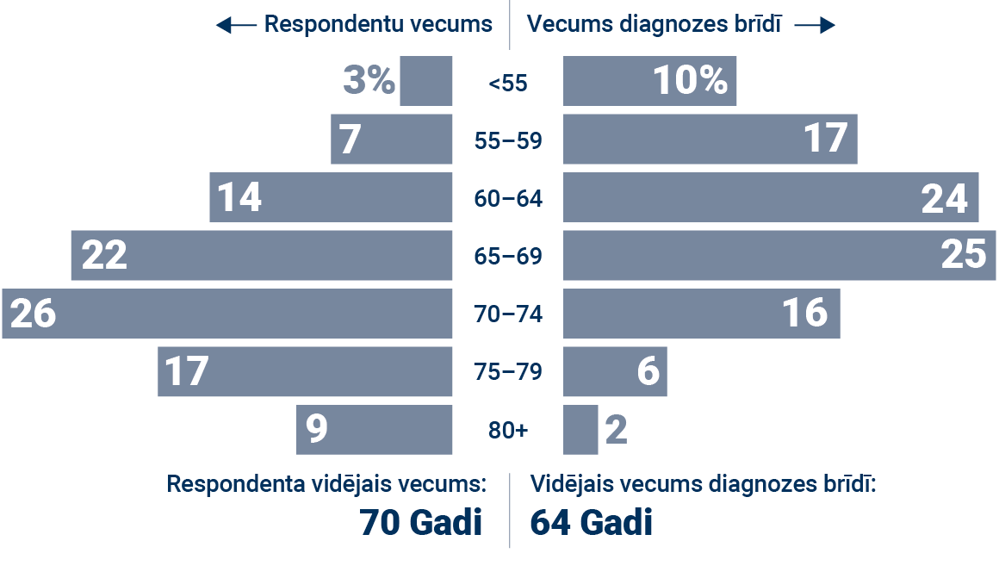 Respondentu vecums Vecums diagnozes brīdī
3% <55 10%
7 55–59 17
14 60–64 24
22 65–69 25
26 70–74 16
17 75–79 6
9 80+ 2
Respondenta vidējais vecums: Vidējais vecums diagnozes brīdī:
70 Gadi 64 Gadi